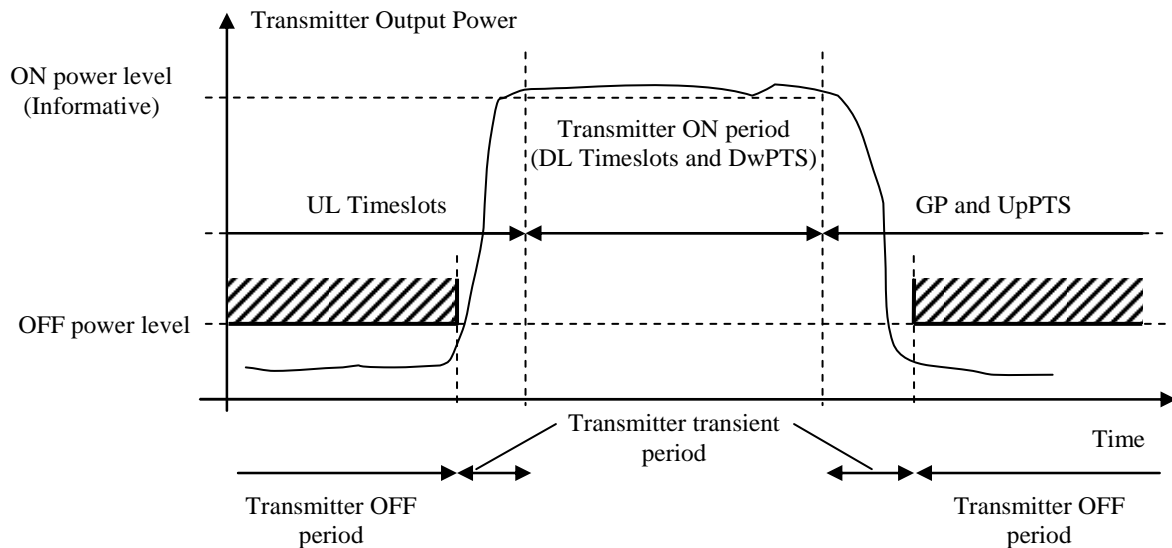 Transmitter Output Power
ON power level
(Informative)
Transmitter ON period
(DL Timeslots and DwPTS)
UL Timeslots
GP and UpPTS
OFF power level
Transmitter transient
period
Time
Transmitter OFF
period
Transmitter OFF
period